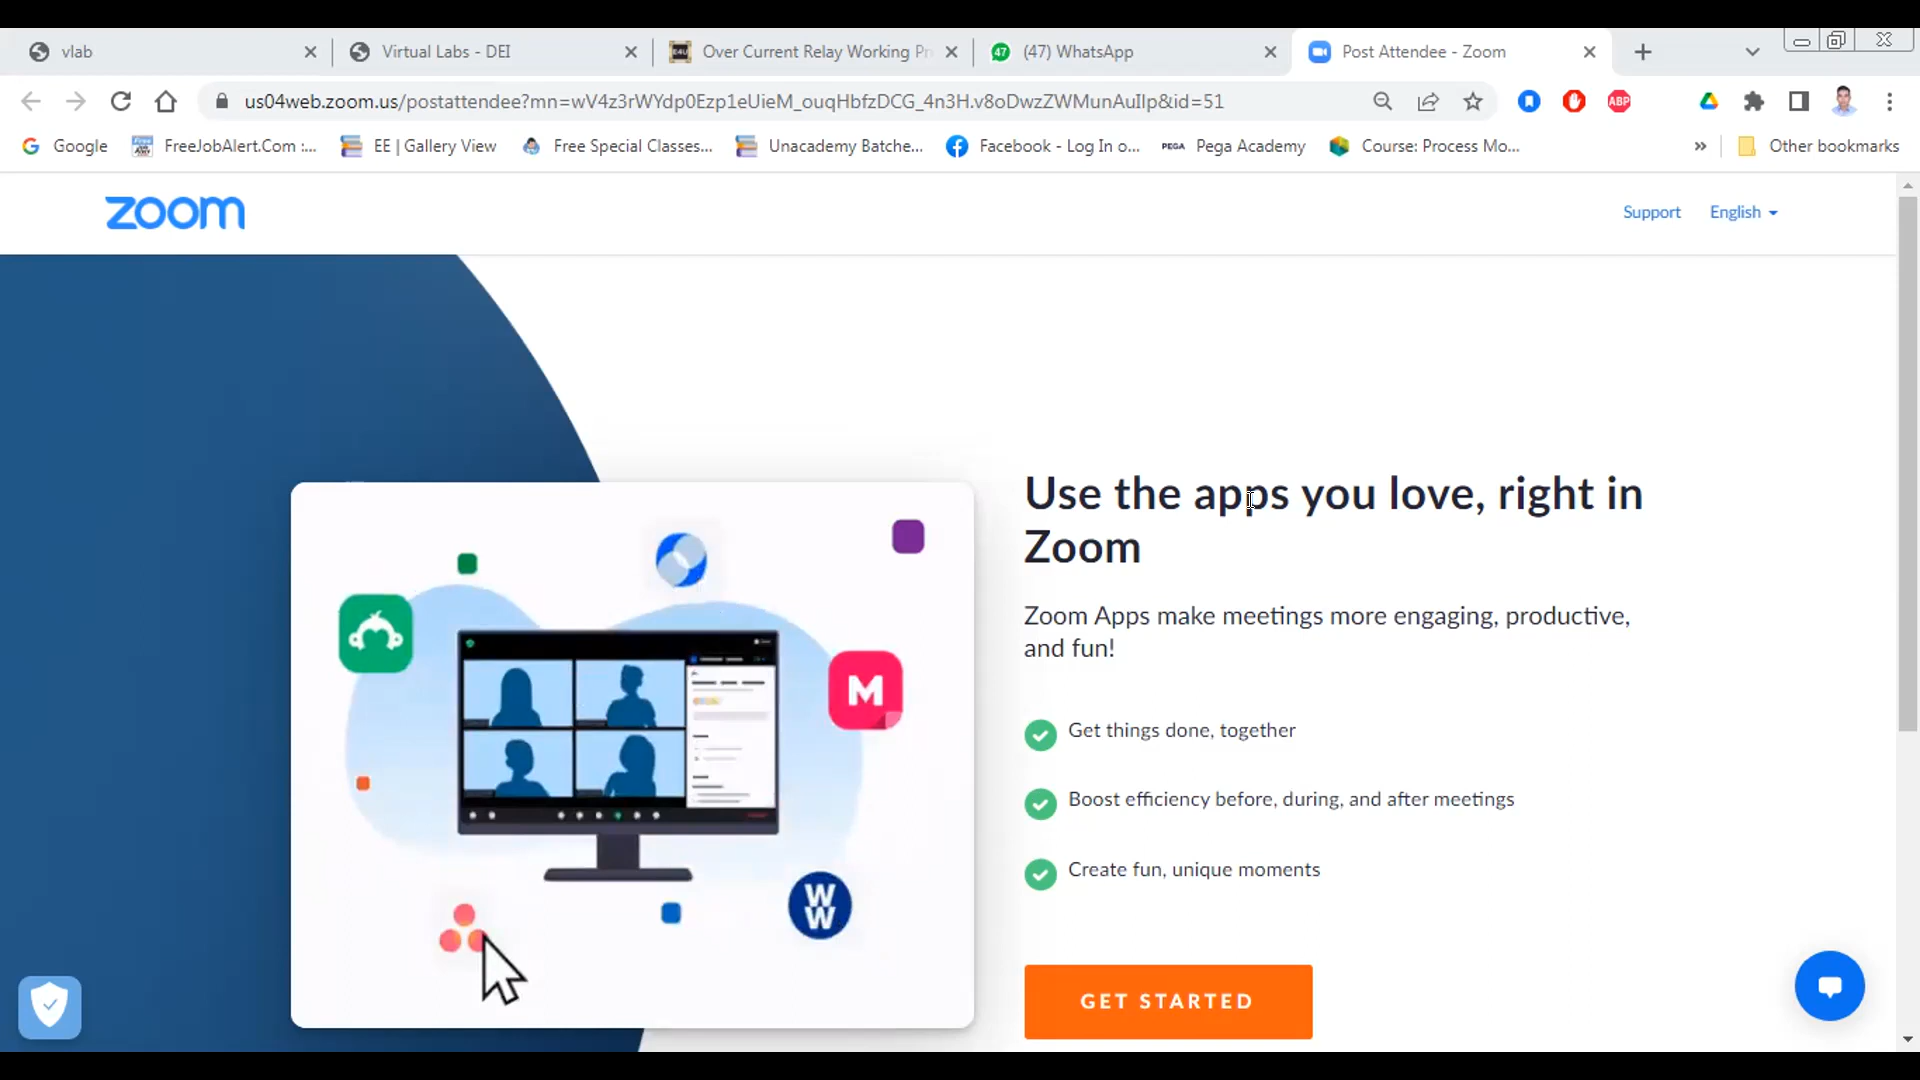 vlab
Virtual Labs - DEI
Over Current Relay Working Pr
47
(47) WhatsApp
Post Attendee - Zoom
us04web.zoom.us/postattendee?mn=wV4z3rWYdp0Ezp1eUieM_ouqHbfzDCG_4n3H.v8oDwzZWMunAuIlp&id=51
ABP
Google
FreeJobAlert.Com :...
EE | Gallery View
Free Special Classes...
Unacademy Batche...
Facebook - Log In o...
PEGA
Pega Academy
Course: Process Mo...
»
Other bookmarks
zoom
Support
English
Use the apps you love, right in
Zoom
Zoom Apps make meetings more engaging, productive,
and fun!
Get things done, together
Boost efficiency before, during, and after meetings
Create fun, unique moments
GET STARTED
M
W
W